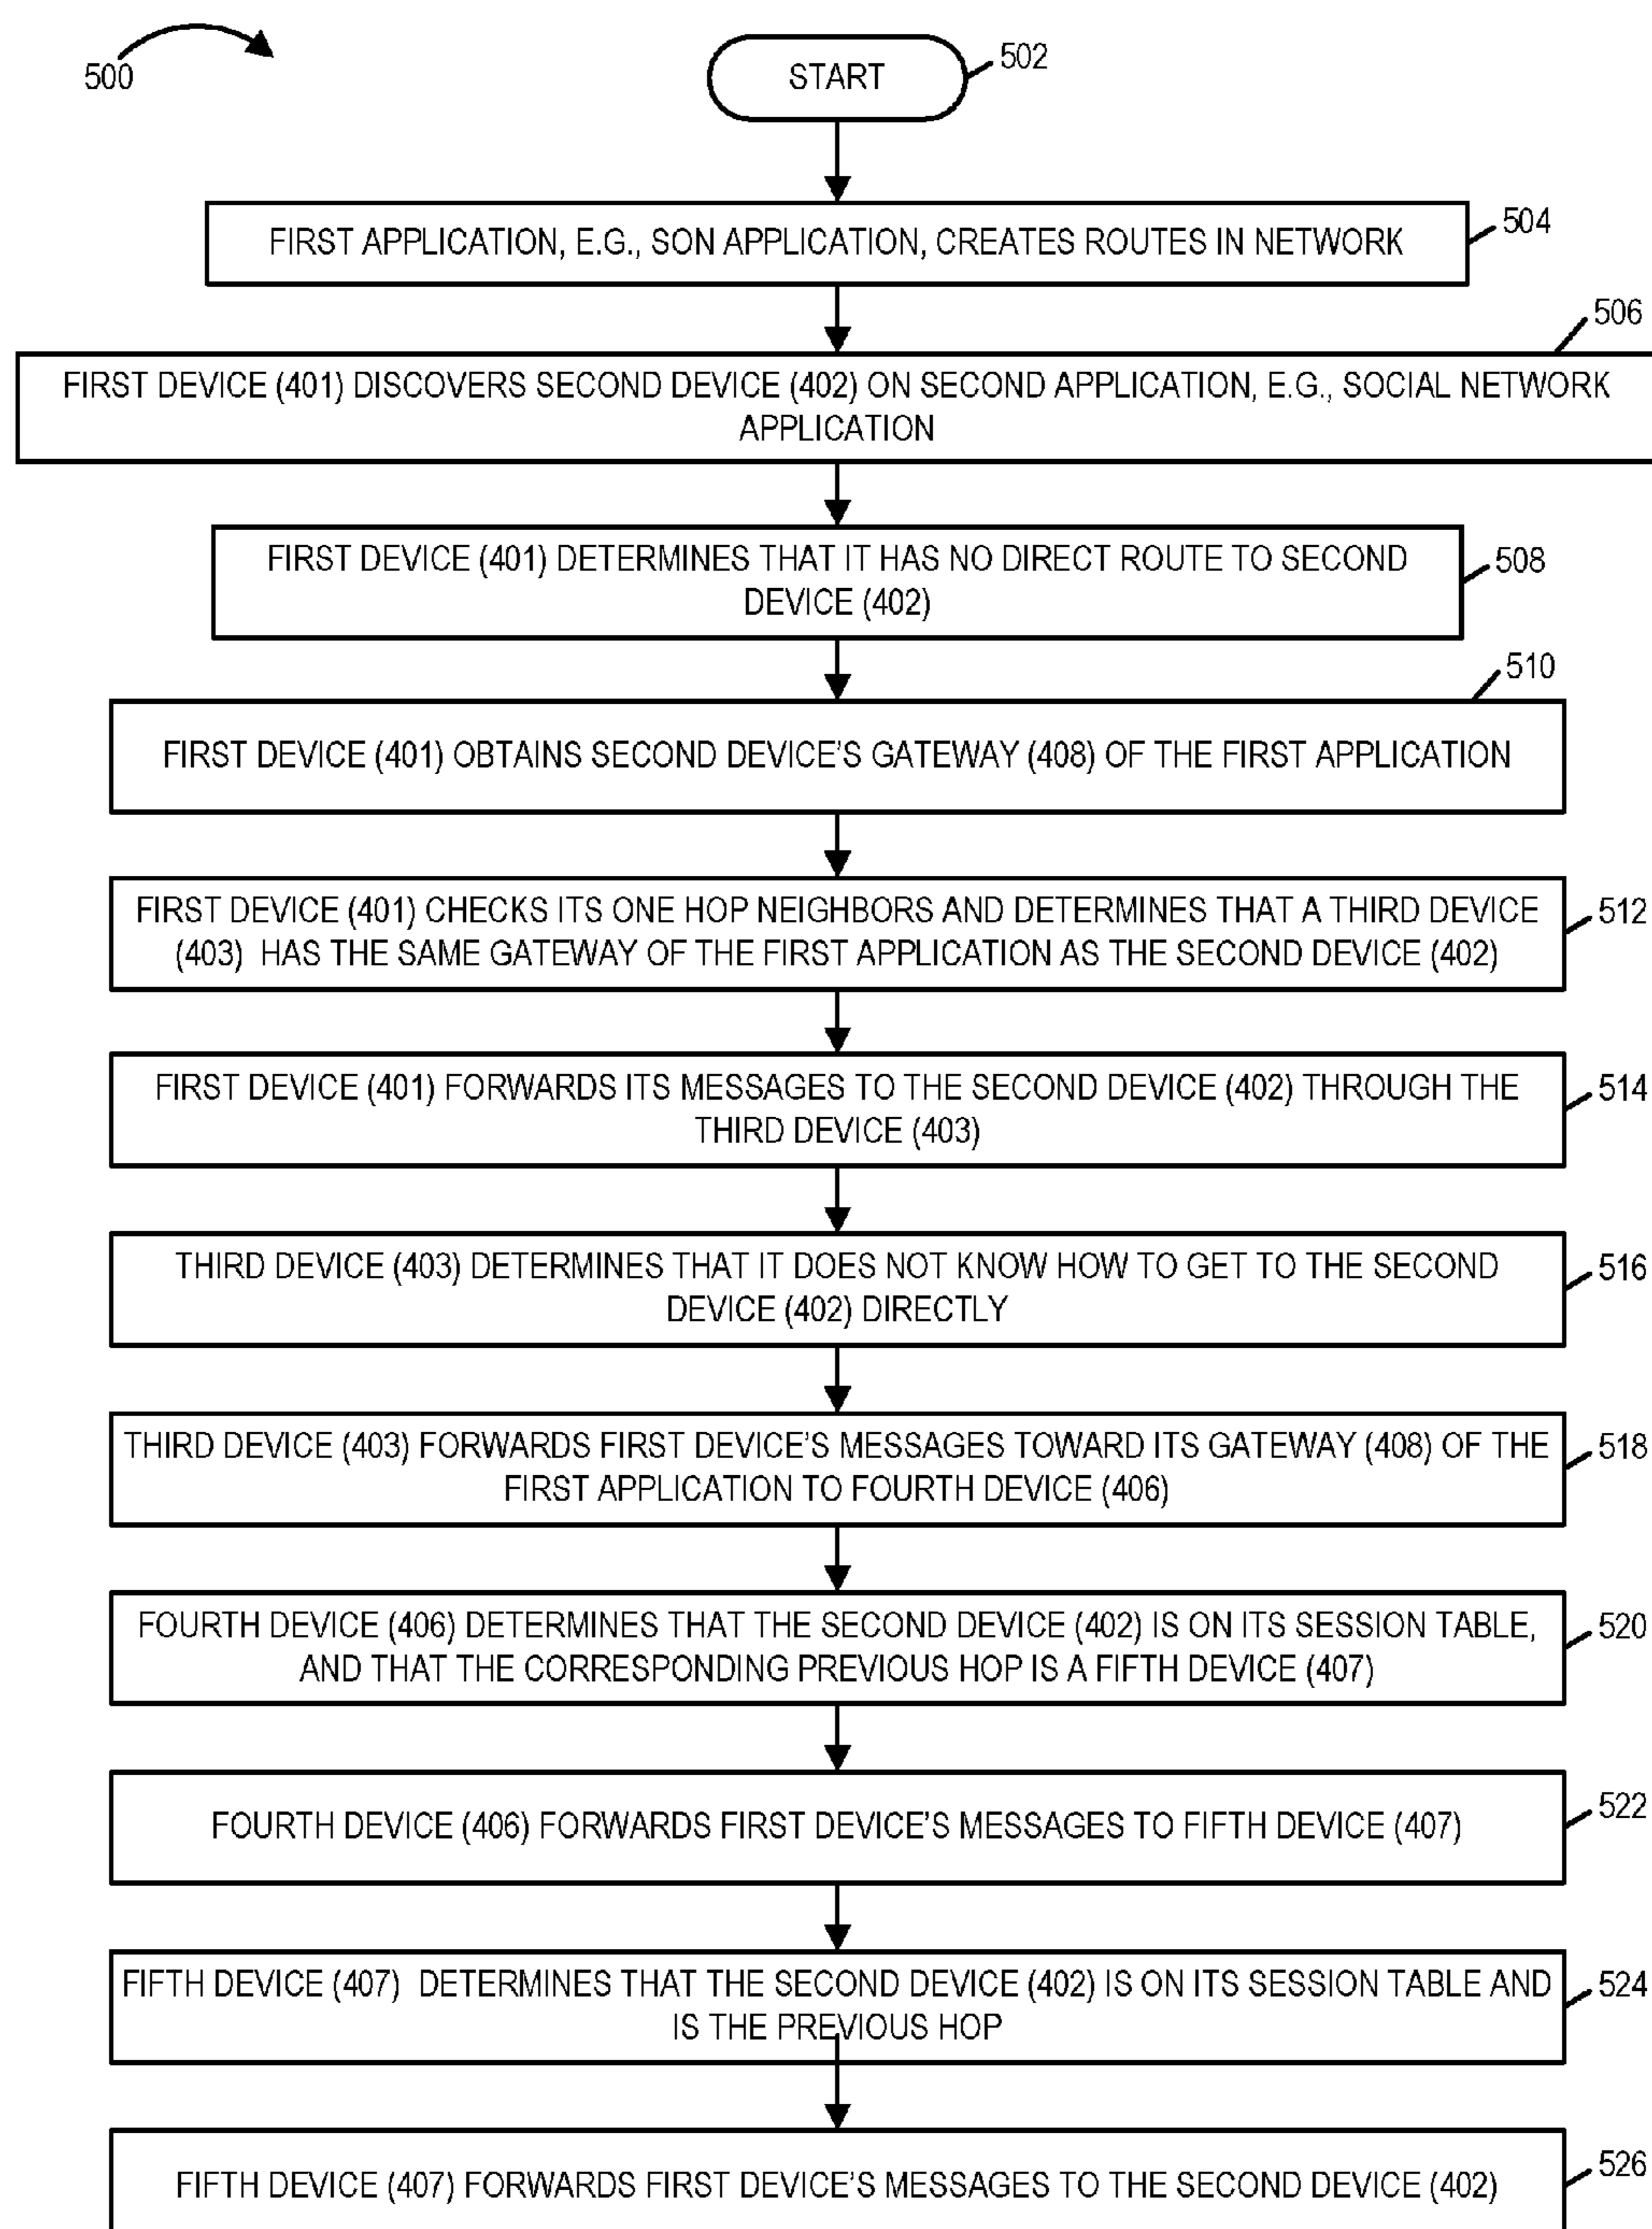 500
START
502
FIRST APPLICATION, E.G., SON APPLICATION, CREATES ROUTES IN NETWORK
504
506
FIRST DEVICE (401) DISCOVERS SECOND DEVICE (402) ON SECOND APPLICATION, E.G., SOCIAL NETWORK
APPLICATION
FIRST DEVICE (401) DETERMINES THAT IT HAS NO DIRECT ROUTE TO SECOND
DEVICE (402)
508
510
FIRST DEVICE (401) OBTAINS SECOND DEVICE'S GATEWAY (408) OF THE FIRST APPLICATION
FIRST DEVICE (401) CHECKS ITS ONE HOP NEIGHBORS AND DETERMINES THAT A THIRD DEVICE
(403) HAS THE SAME GATEWAY OF THE FIRST APPLICATION AS THE SECOND DEVICE (402)
512
FIRST DEVICE (401) FORWARDS ITS MESSAGES TO THE SECOND DEVICE (402) THROUGH THE
THIRD DEVICE (403)
514
THIRD DEVICE (403) DETERMINES THAT IT DOES NOT KNOW HOW TO GET TO THE SECOND
DEVICE (402) DIRECTLY
516
THIRD DEVICE (403) FORWARDS FIRST DEVICE'S MESSAGES TOWARD ITS GATEWAY (408) OF THE
FIRST APPLICATION TO FOURTH DEVICE (406)
518
FOURTH DEVICE (406) DETERMINES THAT THE SECOND DEVICE (402) IS ON ITS SESSION TABLE,
AND THAT THE CORRESPONDING PREVIOUS HOP IS A FIFTH DEVICE (407)
520
FOURTH DEVICE (406) FORWARDS FIRST DEVICE'S MESSAGES TO FIFTH DEVICE (407)
522
FIFTH DEVICE (407) DETERMINES THAT THE SECOND DEVICE (402) IS ON ITS SESSION TABLE AND
IS THE PREVIOUS HOP
524
FIFTH DEVICE (407) FORWARDS FIRST DEVICE'S MESSAGES TO THE SECOND DEVICE (402)
526